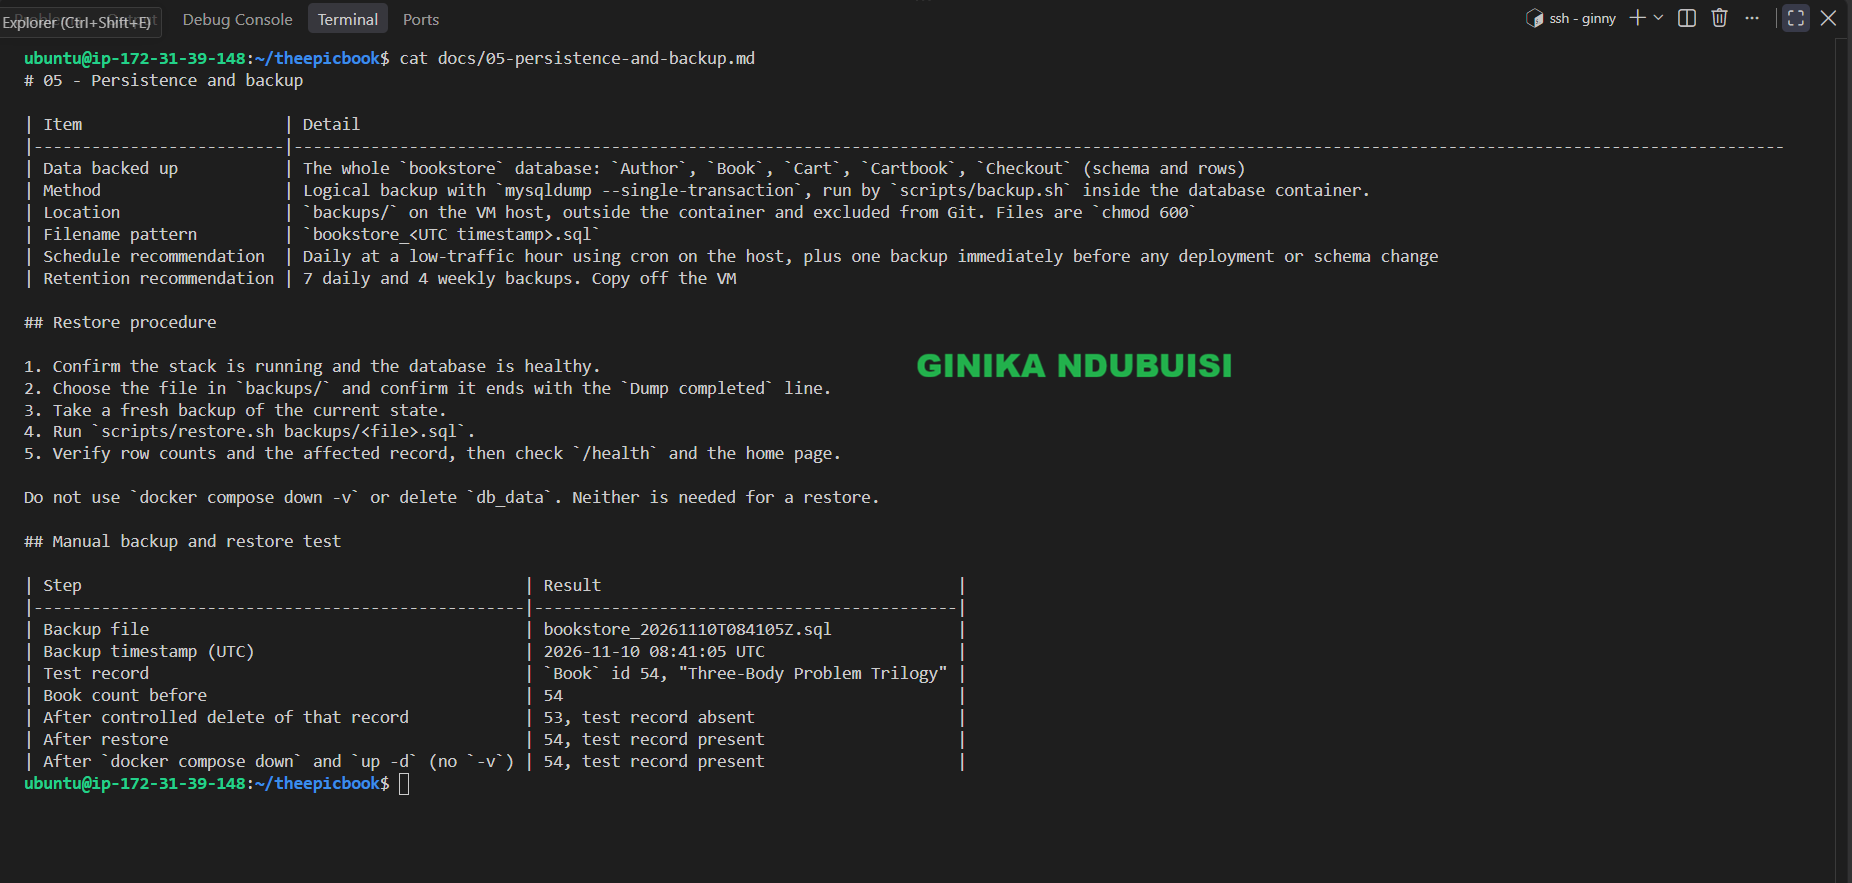 Explorer (Ctrl+Shift+E)
Debug Console
Terminal
Ports
ssh - ginny
ubuntu@ip-172-31-39-148:~/theepicbook$ cat docs/05-persistence-and-backup.md
# 05 - Persistence and backup
| Item | Detail
|--------------------------|-----------------------------------------------------------------------------------------------------------------------------------------------------------
| Data backed up | The whole `bookstore` database: `Author`, `Book`, `Cart`, `Cartbook`, `Checkout` (schema and rows)
| Method | Logical backup with `mysqldump --single-transaction`, run by `scripts/backup.sh` inside the database container.
| Location | `backups/` on the VM host, outside the container and excluded from Git. Files are `chmod 600`
| Filename pattern | `bookstore_<UTC timestamp>.sql`
| Schedule recommendation | Daily at a low-traffic hour using cron on the host, plus one backup immediately before any deployment or schema change
| Retention recommendation | 7 daily and 4 weekly backups. Copy off the VM
## Restore procedure
1. Confirm the stack is running and the database is healthy.
GINIKA NDUBUISI
2. Choose the file in `backups/` and confirm it ends with the `Dump completed` line.
3. Take a fresh backup of the current state.
4. Run `scripts/restore.sh backups/<file>.sql`.
5. Verify row counts and the affected record, then check `/health` and the home page.
Do not use `docker compose down -v` or delete `db_data`. Neither is needed for a restore.
## Manual backup and restore test
| Step | Result |
|---------------------------------------------------|--------------------------------------------|
| Backup file | bookstore_20261110T084105Z.sql |
| Backup timestamp (UTC) | 2026-11-10 08:41:05 UTC |
| Test record | `Book` id 54, "Three-Body Problem Trilogy" |
| Book count before | 54 |
| After controlled delete of that record | 53, test record absent |
| After restore | 54, test record present |
| After `docker compose down` and `up -d` (no `-v`) | 54, test record present |
ubuntu@ip-172-31-39-148:~/theepicbook$